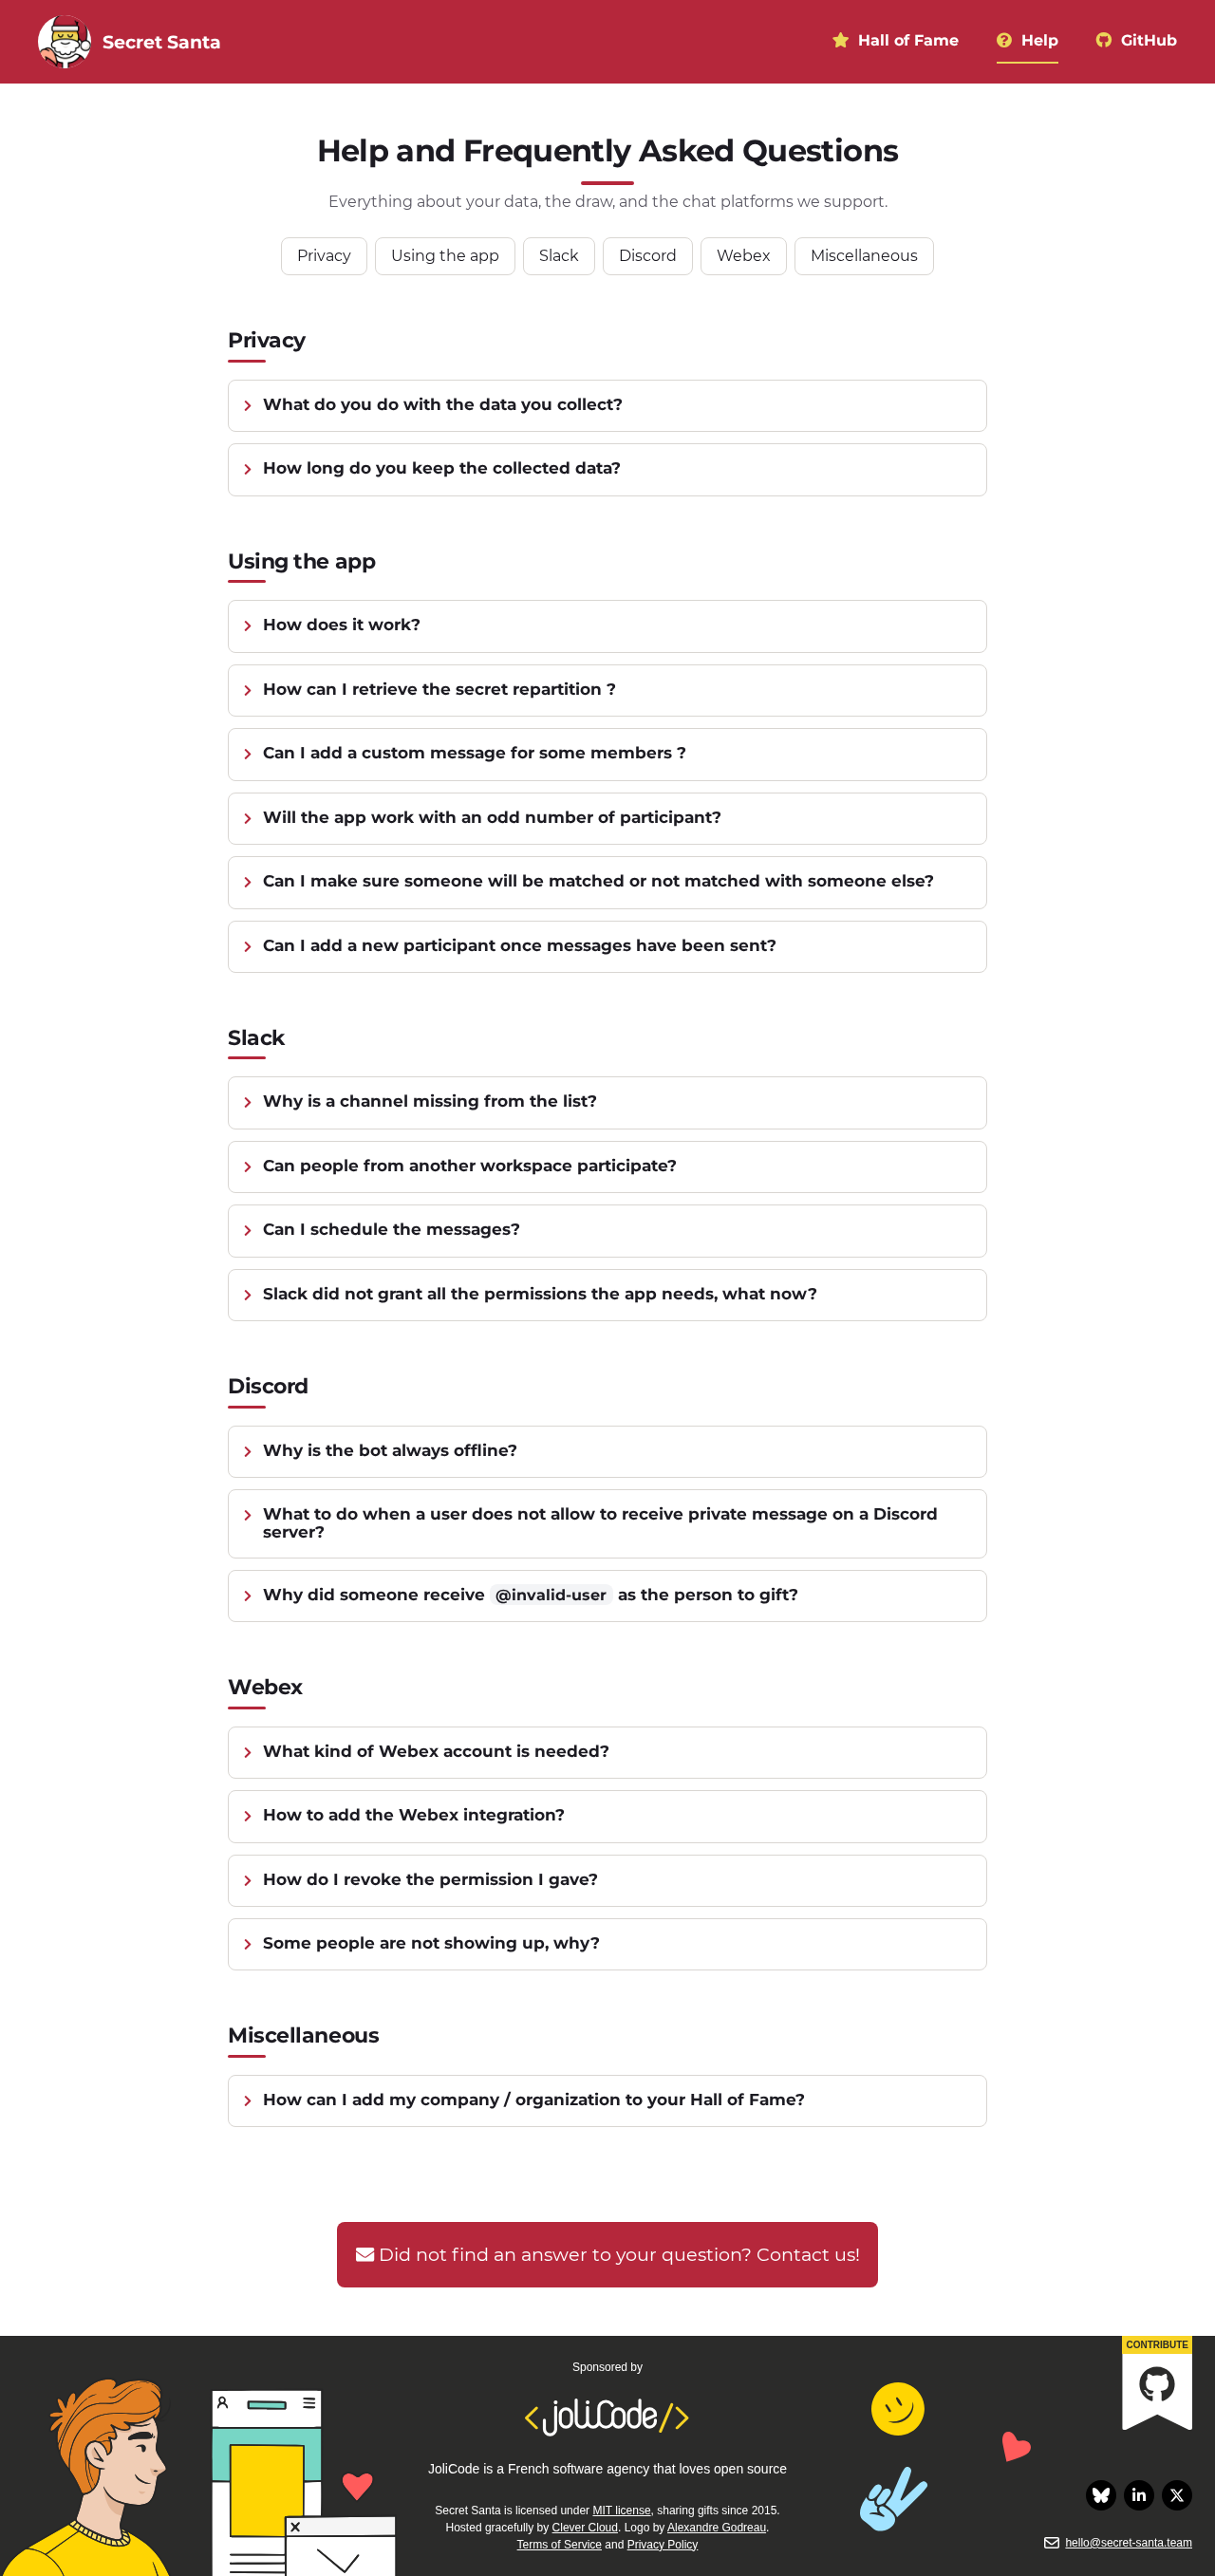 Secret Santa
Hall of Fame
Help
GitHub
Help and Frequently Asked Questions
Everything about your data, the draw, and the chat platforms we support.
Privacy
Using the app
Slack
Discord
Webex
Miscellaneous
Privacy
What do you do with the data you collect?
How long do you keep the collected data?
Using the app
How does it work?
How can I retrieve the secret repartition ?
Can I add a custom message for some members ?
Will the app work with an odd number of participant?
Can I make sure someone will be matched or not matched with someone else?
Can I add a new participant once messages have been sent?
Slack
Why is a channel missing from the list?
Can people from another workspace participate?
Can I schedule the messages?
Slack did not grant all the permissions the app needs, what now?
Discord
Why is the bot always offline?
What to do when a user does not allow to receive private message on a Discord
server?
Why did someone receive @invalid-user as the person to gift?
Webex
What kind of Webex account is needed?
How to add the Webex integration?
How do I revoke the permission I gave?
Some people are not showing up, why?
Miscellaneous
How can I add my company / organization to your Hall of Fame?
Did not find an answer to your question? Contact us!
Sponsored by
<joliCode/>
JoliCode is a French software agency that loves open source
Secret Santa is licensed under MIT license, sharing gifts since 2015.
Hosted gracefully by Clever Cloud. Logo by Alexandre Godreau.
Terms of Service and Privacy Policy
CONTRIBUTE
hello@secret-santa.team